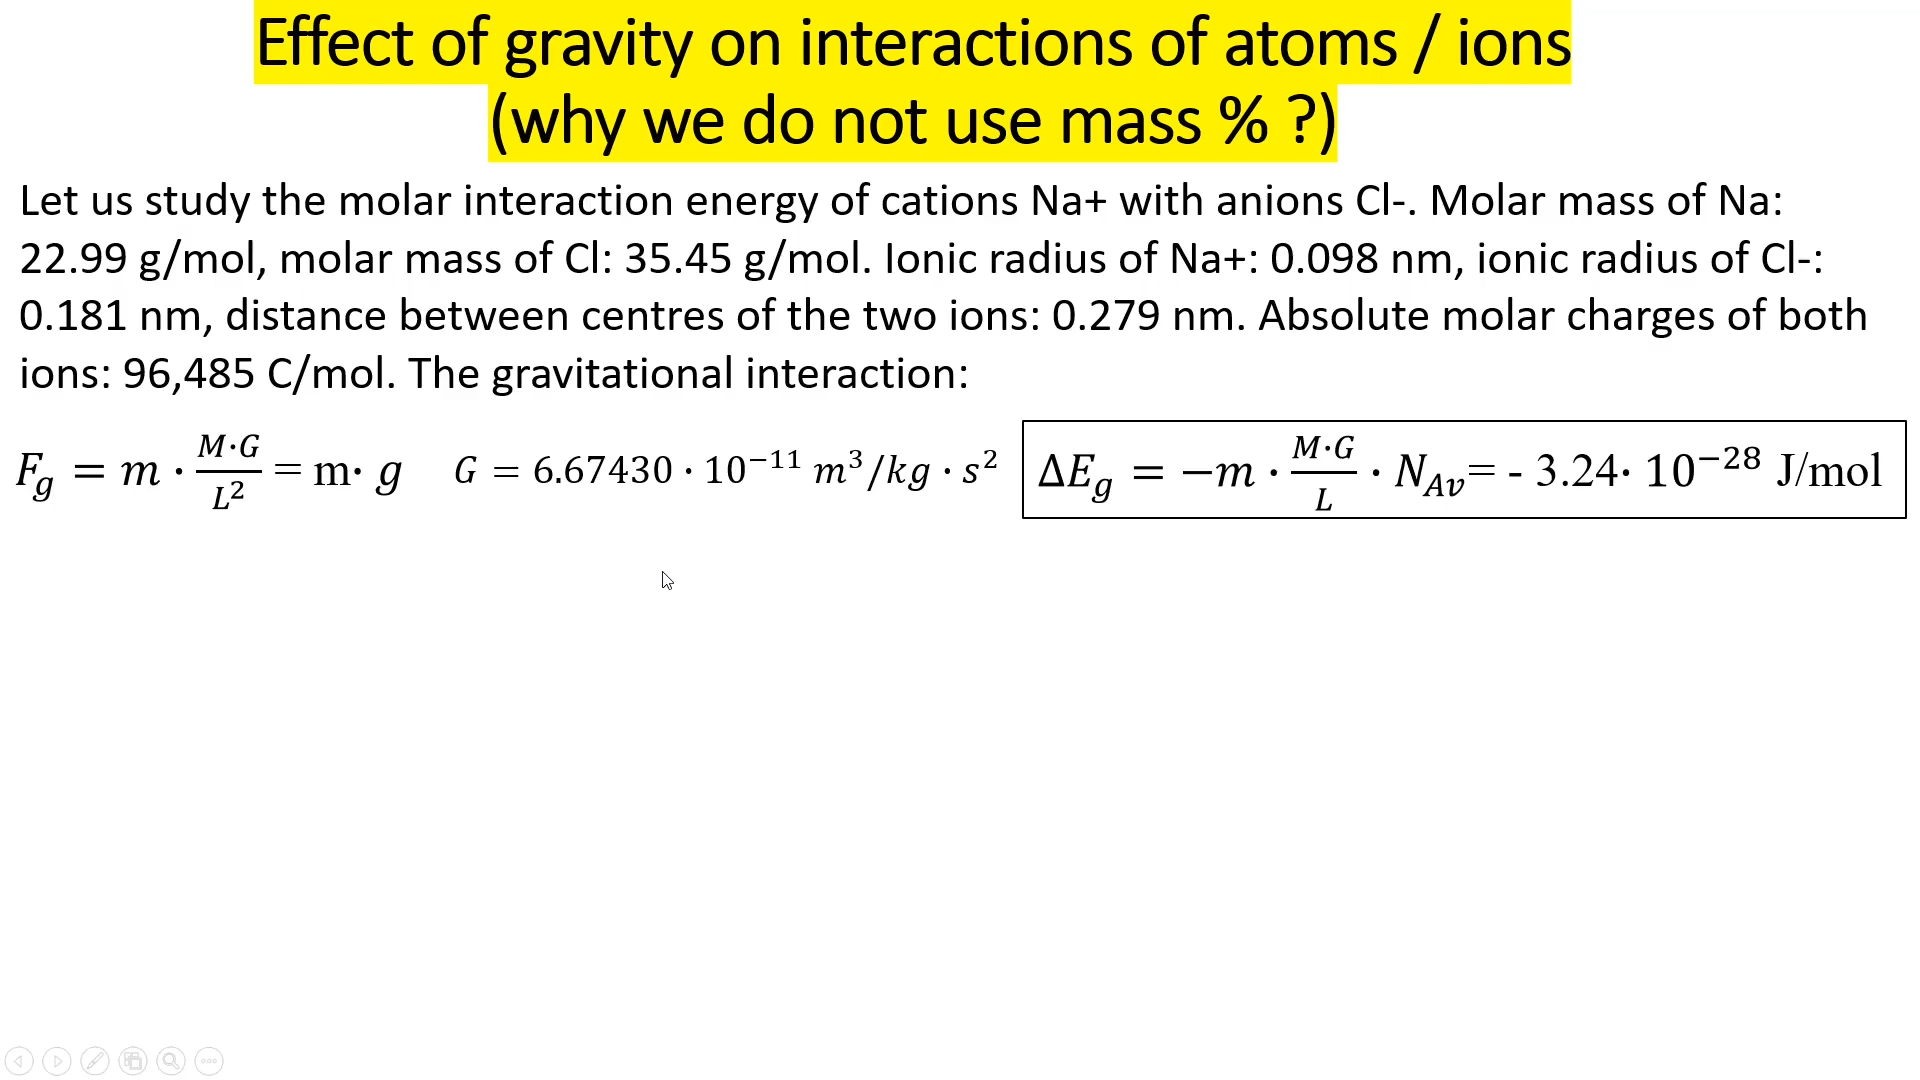 Effect of gravity on interactions of atoms / ions
(why we do not use mass % ?)
Let us study the molar interaction energy of cations Na+ with anions Cl-. Molar mass of Na:
22.99 g/mol, molar mass of Cl: 35.45 g/mol. Ionic radius of Na+: 0.098 nm, ionic radius of Cl-:
0.181 nm, distance between centres of the two ions: 0.279 nm. Absolute molar charges of both
ions: 96,485 C/mol. The gravitational interaction:
F_g = m · (M·G)/L² = m· g   G = 6.67430 · 10⁻¹¹ m³/kg · s²   ΔE_g = −m · (M·G)/L · N_Av= - 3.24· 10⁻²⁸ J/mol